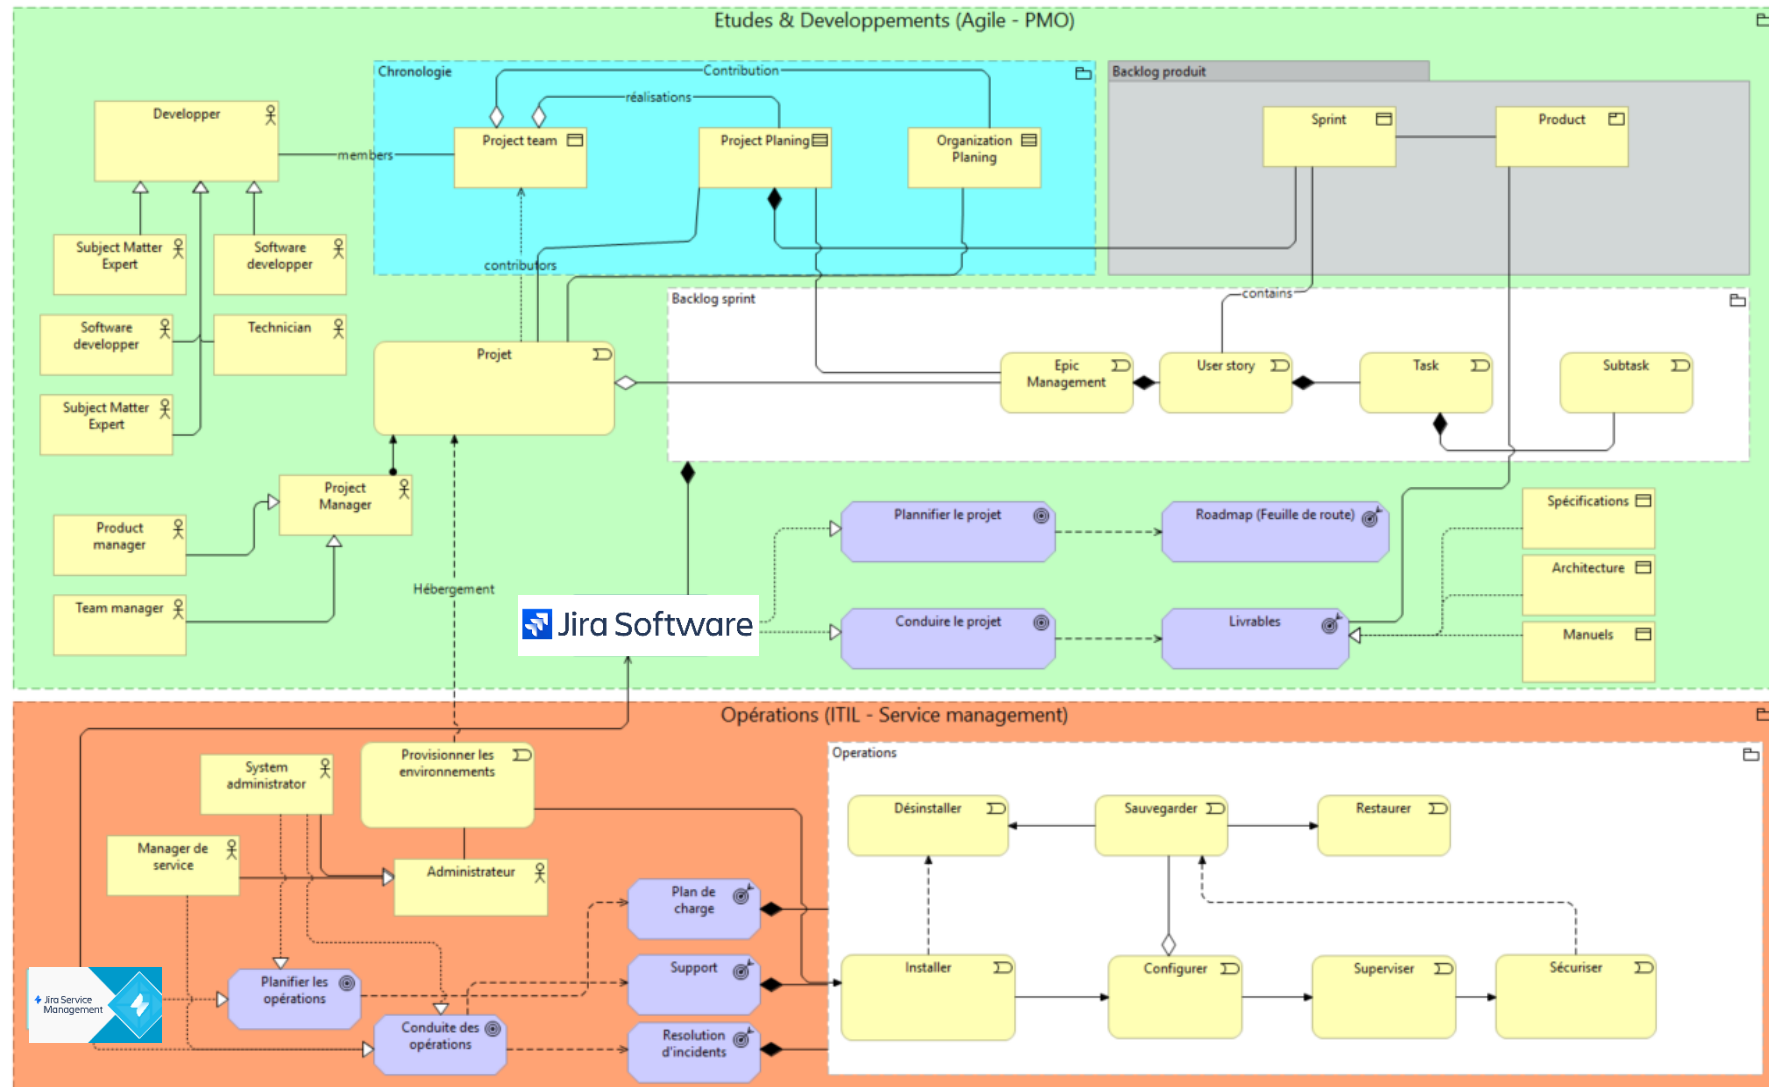 Etudes & Developpements (Agile - PMO)
Chronologie
Contribution
réalisations
Backlog produit
Developper
members
Project team
Project Planing
Organization
Planing
Sprint
Product
Subject Matter
Expert
Software
developper
contributors
Software
developper
Technician
Subject Matter
Expert
Projet
Backlog sprint
contains
Epic
Management
User story
Task
Subtask
Project
Manager
Product
manager
Team manager
Hébergement
Jira Software
Plannifier le projet
Roadmap (Feuille de route)
Conduire le projet
Livrables
Spécifications
Architecture
Manuels
Opérations (ITIL - Service management)
System
administrator
Provisionner les
environnements
Manager de
service
Administrateur
Jira Service
Management
Planifier les
opérations
Conduite des
opérations
Plan de
charge
Support
Resolution
d'incidents
Operations
Désinstaller
Sauvegarder
Restaurer
Installer
Configurer
Superviser
Sécuriser